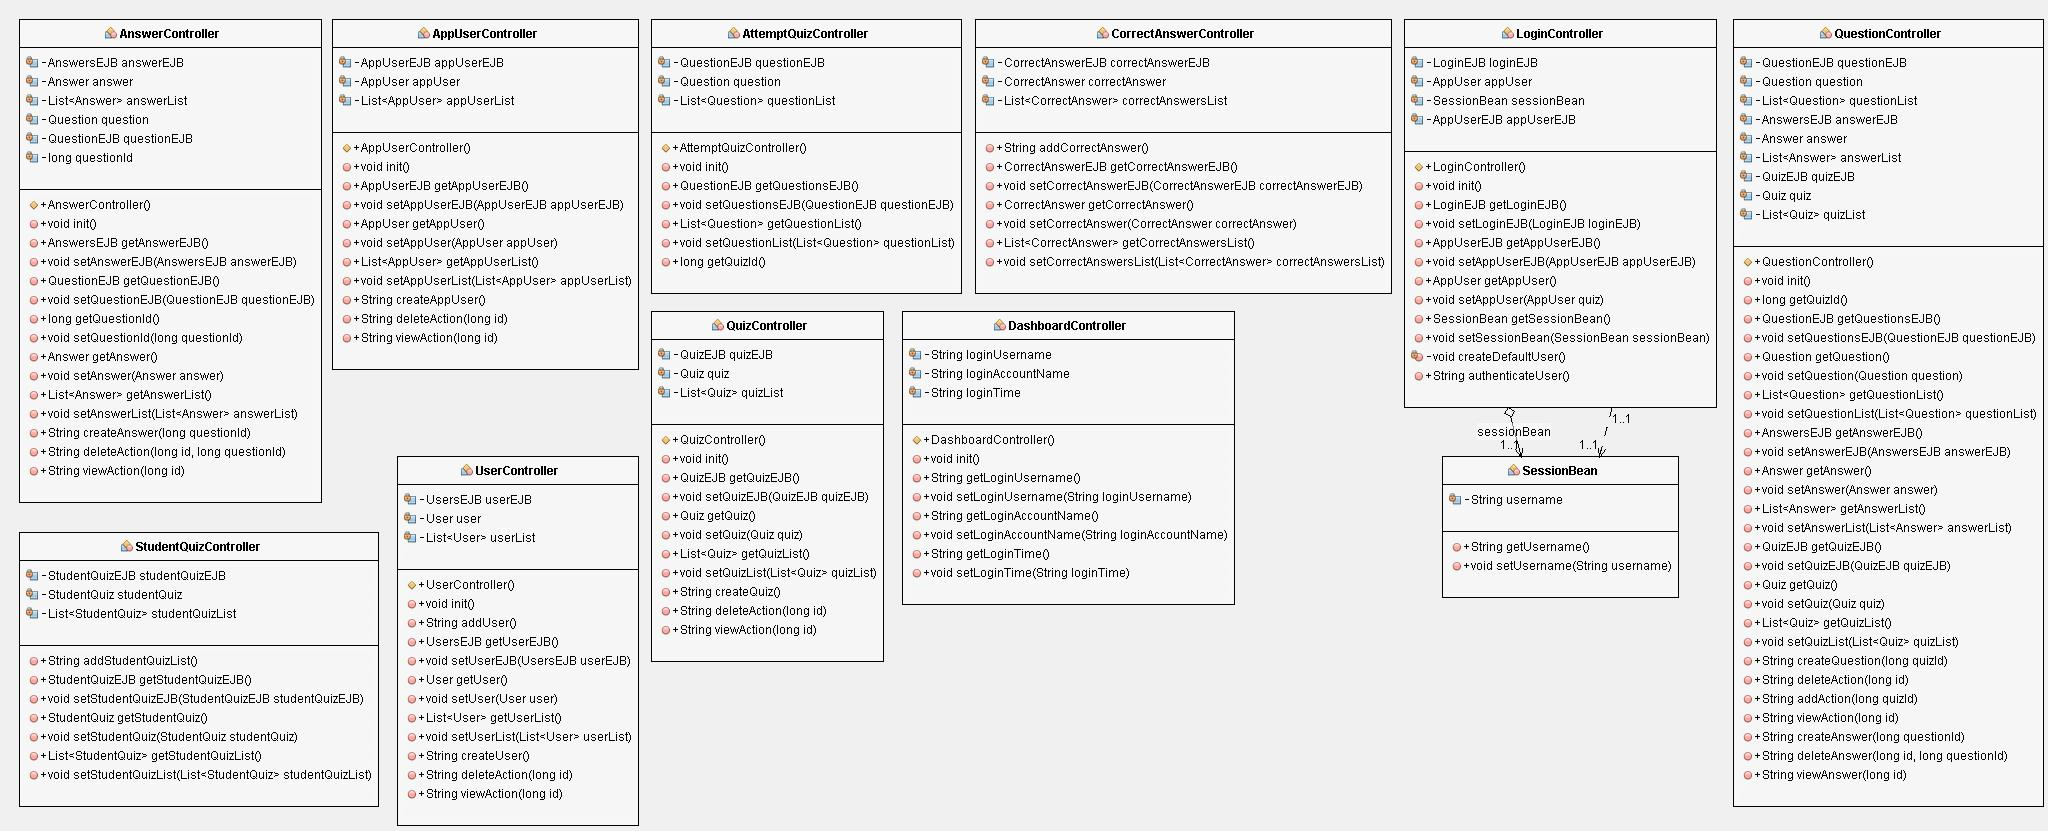 AnswerController
-AnswersEJB answerEJB
-Answer answer
-List<Answer> answerList
-Question question
-QuestionEJB questionEJB
-long questionId
+AnswerController()
+void init()
+AnswersEJB getAnswerEJB()
+void setAnswerEJB(AnswersEJB answerEJB)
+QuestionEJB getQuestionEJB()
+void setQuestionEJB(QuestionEJB questionEJB)
+long getQuestionId()
+void setQuestionId(long questionId)
+Answer getAnswer()
+void setAnswer(Answer answer)
+List<Answer> getAnswerList()
+void setAnswerList(List<Answer> answerList)
+String createAnswer(long questionId)
+String deleteAction(long id, long questionId)
+String viewAction(long id)
AppUserController
-AppUserEJB appUserEJB
-AppUser appUser
-List<AppUser> appUserList
+AppUserController()
+void init()
+AppUserEJB getAppUserEJB()
+void setAppUserEJB(AppUserEJB appUserEJB)
+AppUser getAppUser()
+void setAppUser(AppUser appUser)
+List<AppUser> getAppUserList()
+void setAppUserList(List<AppUser> appUserList)
+String createAppUser()
+String deleteAction(long id)
+String viewAction(long id)
AttemptQuizController
-QuestionEJB questionEJB
-Question question
-List<Question> questionList
+AttemptQuizController()
+void init()
+QuestionEJB getQuestionsEJB()
+void setQuestionsEJB(QuestionEJB questionEJB)
+List<Question> getQuestionList()
+void setQuestionList(List<Question> questionList)
+long getQuizId()
CorrectAnswerController
-CorrectAnswerEJB correctAnswerEJB
-CorrectAnswer correctAnswer
-List<CorrectAnswer> correctAnswersList
+String addCorrectAnswer()
+CorrectAnswerEJB getCorrectAnswerEJB()
+void setCorrectAnswerEJB(CorrectAnswerEJB correctAnswerEJB)
+CorrectAnswer getCorrectAnswer()
+void setCorrectAnswer(CorrectAnswer correctAnswer)
+List<CorrectAnswer> getCorrectAnswersList()
+void setCorrectAnswersList(List<CorrectAnswer> correctAnswersList)
LoginController
-LoginEJB loginEJB
-AppUser appUser
-SessionBean sessionBean
-AppUserEJB appUserEJB
+LoginController()
+void init()
+LoginEJB getLoginEJB()
+void setLoginEJB(LoginEJB loginEJB)
+AppUserEJB getAppUserEJB()
+void setAppUserEJB(AppUserEJB appUserEJB)
+AppUser getAppUser()
+void setAppUser(AppUser quiz)
+SessionBean getSessionBean()
+void setSessionBean(SessionBean sessionBean)
-void createDefaultUser()
+String authenticateUser()
1..1
sessionBean
1..1
1..1
SessionBean
-String username
+String getUsername()
+void setUsername(String username)
QuestionController
-QuestionEJB questionEJB
-Question question
-List<Question> questionList
-AnswersEJB answerEJB
-Answer answer
-List<Answer> answerList
-QuizEJB quizEJB
-Quiz quiz
-List<Quiz> quizList
+QuestionController()
+void init()
+long getQuizId()
+QuestionEJB getQuestionsEJB()
+void setQuestionsEJB(QuestionEJB questionEJB)
+Question getQuestion()
+void setQuestion(Question question)
+List<Question> getQuestionList()
+void setQuestionList(List<Question> questionList)
+AnswersEJB getAnswerEJB()
+void setAnswerEJB(AnswersEJB answerEJB)
+Answer getAnswer()
+void setAnswer(Answer answer)
+List<Answer> getAnswerList()
+void setAnswerList(List<Answer> answerList)
+QuizEJB getQuizEJB()
+void setQuizEJB(QuizEJB quizEJB)
+Quiz getQuiz()
+void setQuiz(Quiz quiz)
+List<Quiz> getQuizList()
+void setQuizList(List<Quiz> quizList)
+String createQuestion(long quizId)
+String deleteAction(long id)
+String addAction(long quizId)
+String viewAction(long id)
+String createAnswer(long questionId)
+String deleteAnswer(long id, long questionId)
+String viewAnswer(long id)
QuizController
-QuizEJB quizEJB
-Quiz quiz
-List<Quiz> quizList
+QuizController()
+void init()
+QuizEJB getQuizEJB()
+void setQuizEJB(QuizEJB quizEJB)
+Quiz getQuiz()
+void setQuiz(Quiz quiz)
+List<Quiz> getQuizList()
+void setQuizList(List<Quiz> quizList)
+String createQuiz()
+String deleteAction(long id)
+String viewAction(long id)
DashboardController
-String loginUsername
-String loginAccountName
-String loginTime
+DashboardController()
+void init()
+String getLoginUsername()
+void setLoginUsername(String loginUsername)
+String getLoginAccountName()
+void setLoginAccountName(String loginAccountName)
+String getLoginTime()
+void setLoginTime(String loginTime)
UserController
-UsersEJB userEJB
-User user
-List<User> userList
+UserController()
+void init()
+String addUser()
+UsersEJB getUserEJB()
+void setUserEJB(UsersEJB userEJB)
+User getUser()
+void setUser(User user)
+List<User> getUserList()
+void setUserList(List<User> userList)
+String createUser()
+String deleteAction(long id)
+String viewAction(long id)
StudentQuizController
-StudentQuizEJB studentQuizEJB
-StudentQuiz studentQuiz
-List<StudentQuiz> studentQuizList
+String addStudentQuizList()
+StudentQuizEJB getStudentQuizEJB()
+void setStudentQuizEJB(StudentQuizEJB studentQuizEJB)
+StudentQuiz getStudentQuiz()
+void setStudentQuiz(StudentQuiz studentQuiz)
+List<StudentQuiz> getStudentQuizList()
+void setStudentQuizList(List<StudentQuiz> studentQuizList)